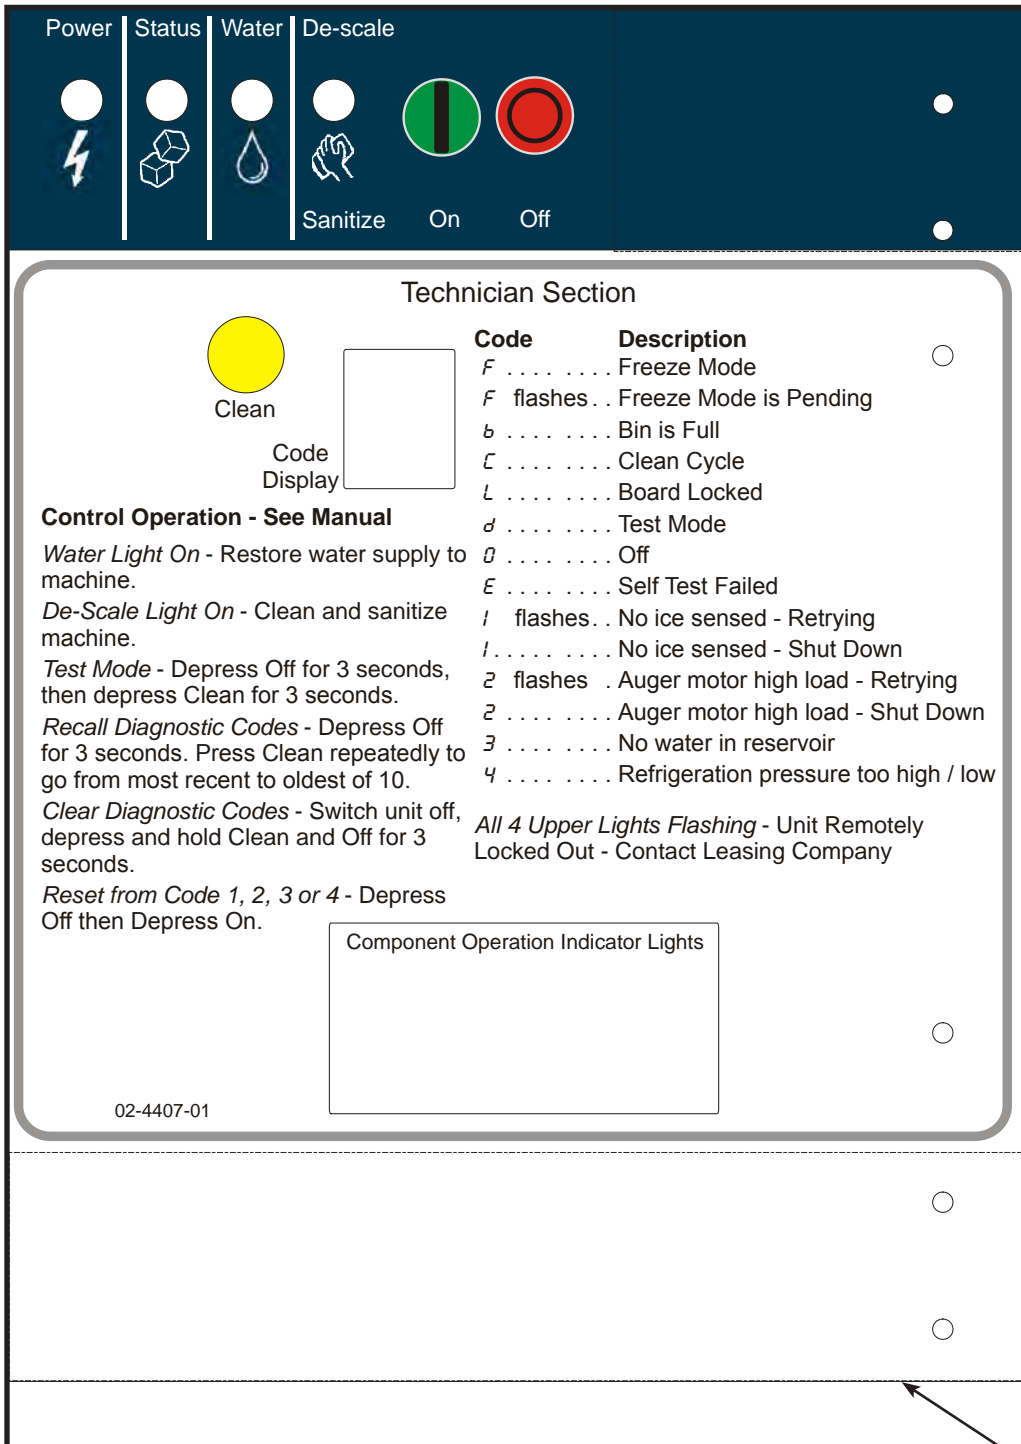 Power Status Water De-scale
Sanitize On Off
Technician Section
Clean
Code
Display
Control Operation - See Manual
Water Light On - Restore water supply to
machine.
De-Scale Light On - Clean and sanitize
machine.
Test Mode - Depress Off for 3 seconds,
then depress Clean for 3 seconds.
Recall Diagnostic Codes - Depress Off
for 3 seconds. Press Clean repeatedly to
go from most recent to oldest of 10.
Clear Diagnostic Codes - Switch unit off,
depress and hold Clean and Off for 3
seconds.
Reset from Code 1, 2, 3 or 4 - Depress
Off then Depress On.
Code Description
F . . . . . . . . . Freeze Mode
F flashes . . Freeze Mode is Pending
b . . . . . . . . . Bin is Full
C . . . . . . . . . Clean Cycle
L . . . . . . . . . Board Locked
d . . . . . . . . . Test Mode
0 . . . . . . . . . Off
E . . . . . . . . . Self Test Failed
1 flashes . . No ice sensed - Retrying
1 . . . . . . . . . No ice sensed - Shut Down
2 flashes . Auger motor high load - Retrying
2 . . . . . . . . . Auger motor high load - Shut Down
3 . . . . . . . . . No water in reservoir
4 . . . . . . . . . Refrigeration pressure too high / low
All 4 Upper Lights Flashing - Unit Remotely
Locked Out - Contact Leasing Company
Component Operation Indicator Lights
02-4407-01